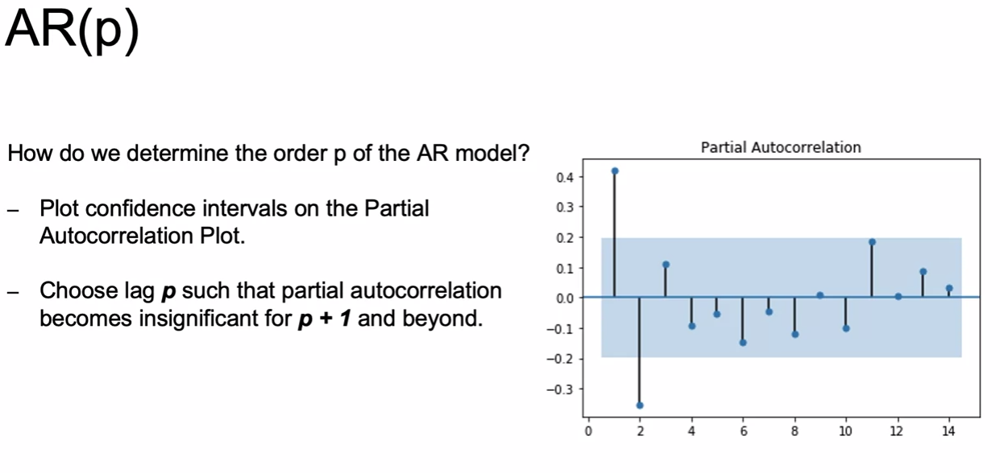 AR(p)
How do we determine the order p of the AR model?
– Plot confidence intervals on the Partial
Autocorrelation Plot.
– Choose lag p such that partial autocorrelation
becomes insignificant for p + 1 and beyond.
Partial Autocorrelation
0.4
0.3
0.2
0.1
0.0
−0.1
−0.2
−0.3
0 2 4 6 8 10 12 14